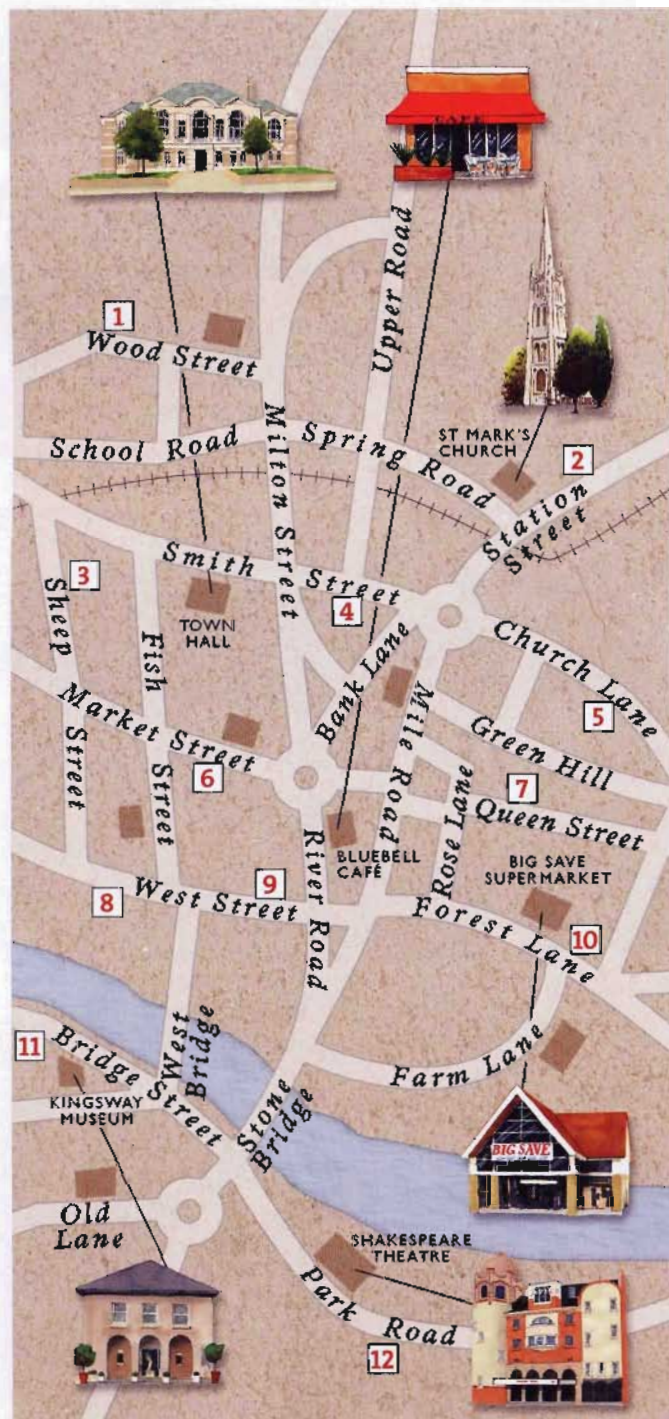 CAFE
Upper Road
1
Wood Street
ST MARK'S
CHURCH
2
School Road
Milton Street
Spring Road
Station
Street
3
Smith Street
4
TOWN
HALL
Sheep
Street
Fish
Street
Bank Lane
Church Lane
5
Market Street
6
Mile Road
Green Hill
7
Queen Street
BLUEBELL
CAFÉ
River Road
Rose Lane
BIG SAVE
SUPERMARKET
8
West Street
9
Forest Lane
10
11
Bridge Street
West
Bridge
Farm Lane
KINGSWAY
MUSEUM
Stone
Bridge
BIG SAVE
Old
Lane
SHAKESPEARE
THEATRE
Park Road
12